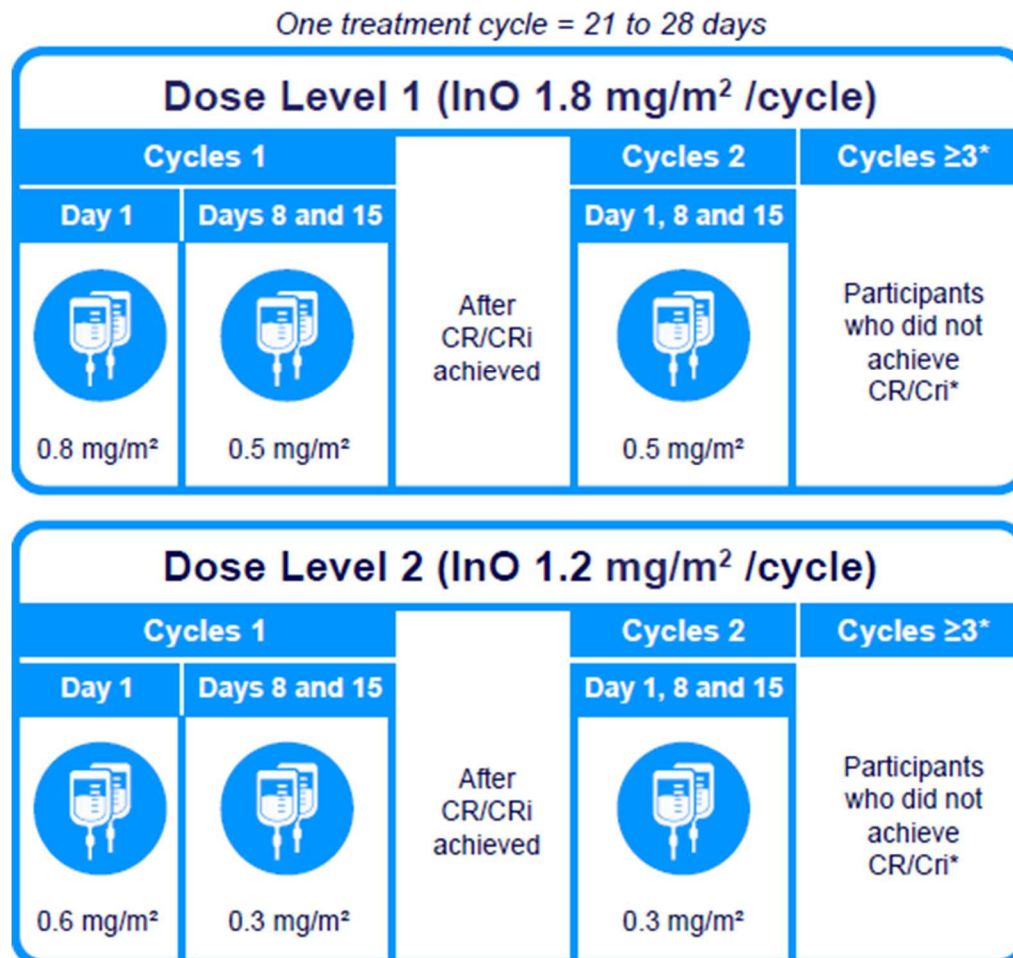 One treatment cycle = 21 to 28 days
Dose Level 1 (InO 1.8 mg/m² /cycle)
Cycles 1
Cycles 2
Cycles ≥3*
Day 1
Days 8 and 15
Day 1, 8 and 15
After
CR/CRi
achieved
Participants
who did not
achieve
CR/Cri*
0.8 mg/m²
0.5 mg/m²
0.5 mg/m²
Dose Level 2 (InO 1.2 mg/m² /cycle)
Cycles 1
Cycles 2
Cycles ≥3*
Day 1
Days 8 and 15
Day 1, 8 and 15
After
CR/CRi
achieved
Participants
who did not
achieve
CR/Cri*
0.6 mg/m²
0.3 mg/m²
0.3 mg/m²